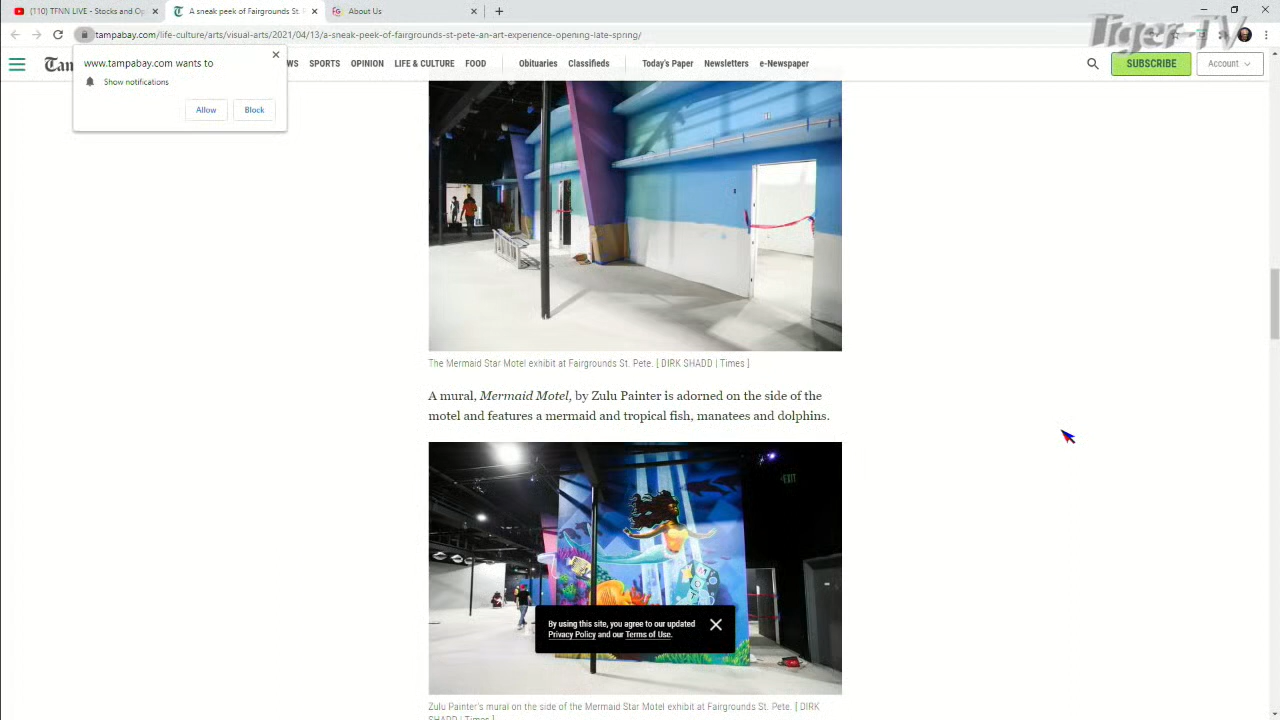 (110) TFNN LIVE - Stocks and Op
A sneak peek of Fairgrounds St. P
About Us
tampabay.com/life-culture/arts/visual-arts/2021/04/13/a-sneak-peek-of-fairgrounds-st-pete-an-art-experience-opening-late-spring/
Tiger TV
www.tampabay.com wants to
Show notifications
Allow
Block
Tam
WS
SPORTS
OPINION
LIFE & CULTURE
FOOD
Obituaries
Classifieds
Today's Paper
Newsletters
e-Newspaper
SUBSCRIBE
Account
The Mermaid Star Motel exhibit at Fairgrounds St. Pete. [ DIRK SHADD | Times ]
A mural, Mermaid Motel, by Zulu Painter is adorned on the side of the
motel and features a mermaid and tropical fish, manatees and dolphins.
EXIT
MOT
By using this site, you agree to our updated
Privacy Policy and our Terms of Use.
Zulu Painter's mural on the side of the Mermaid Star Motel exhibit at Fairgrounds St. Pete. [ DIRK
SHADD | Times ]